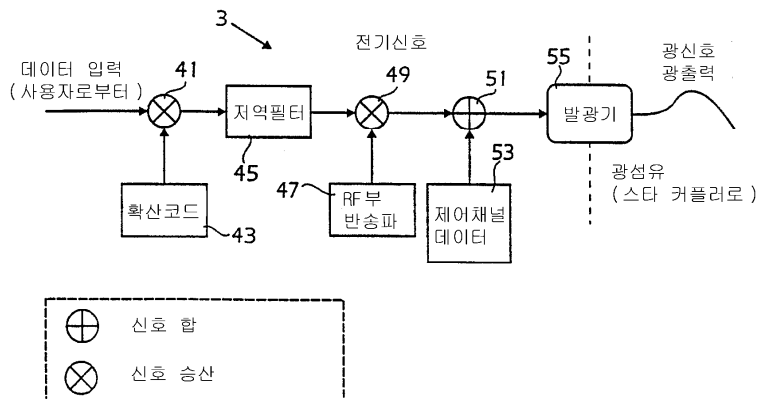 3
데이터 입력
(사용자로부터)
41
전기신호
49
51
55
광신호
광출력
지역필터
발광기
45
확산코드
43
47
RF부
반송파
53
제어채널
데이터
광섬유
(스타 커플러로)
신호 합
신호 승산